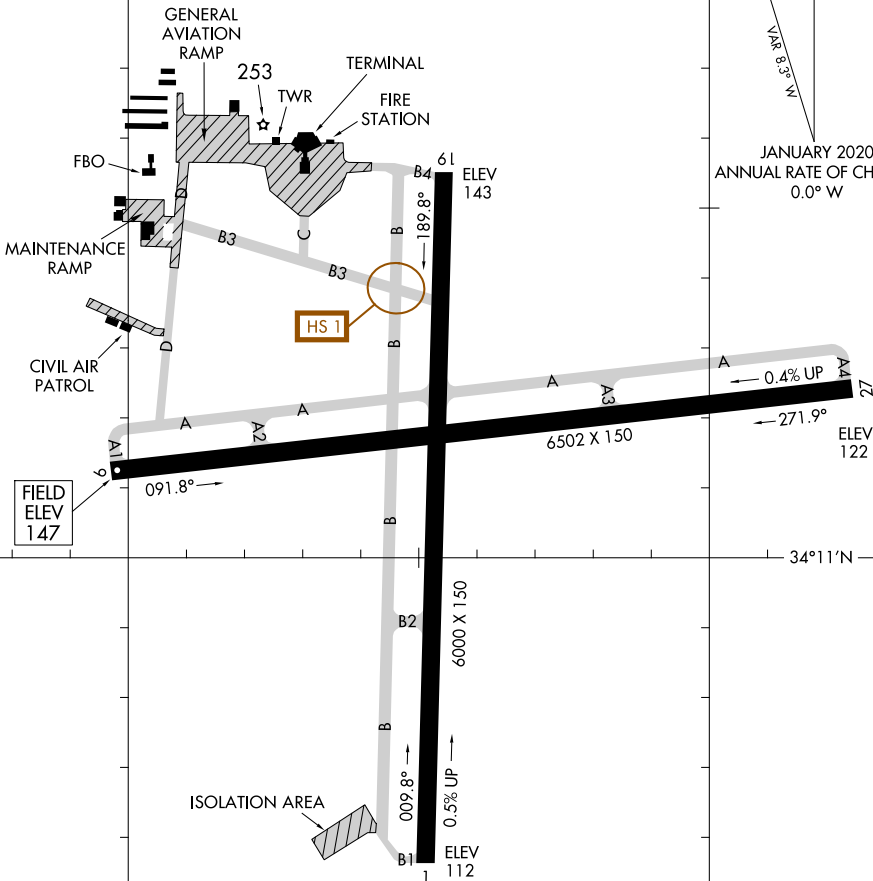 GENERAL
AVIATION
RAMP
253
TWR
TERMINAL
FIRE
STATION
VAR 8.3° W
JANUARY 2020
ANNUAL RATE OF CH
0.0° W
FBO
B4
19
ELEV
143
D
B
189.8°
C
B3
B3
MAINTENANCE
RAMP
HS 1
CIVIL AIR
PATROL
D
B
A
A
A
A
A1
A2
A3
A4
0.4% UP
27
271.9°
6502 X 150
ELEV
122
9
091.8°
FIELD
ELEV
147
B
34°11'N
B2
6000 X 150
B
009.8°
0.5% UP
ISOLATION AREA
B1
ELEV
112
1